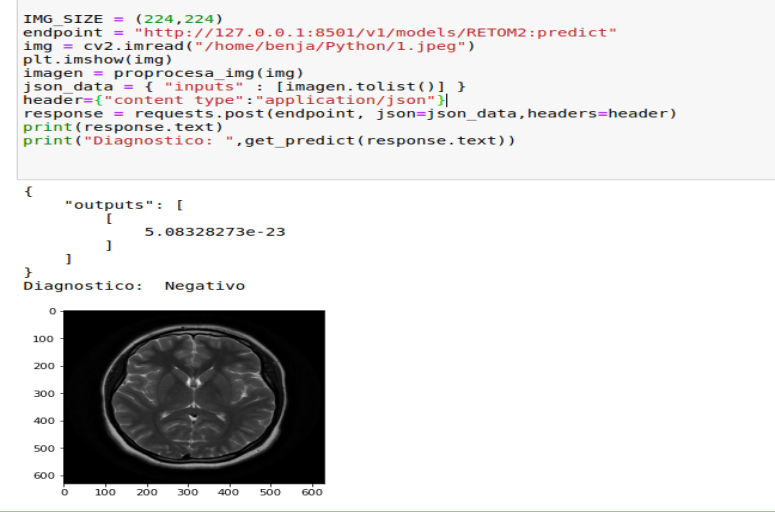 IMG_SIZE = (224,224)
endpoint = "http://127.0.0.1:8501/v1/models/RETOM2:predict"
img = cv2.imread("/home/benja/Python/1.jpeg")
plt.imshow(img)
imagen = proprocesa_img(img)
json_data = { "inputs" : [imagen.tolist()] }
header={"content type":"application/json"}
response = requests.post(endpoint, json=json_data,headers=header)
print(response.text)
print("Diagnostico: ",get_predict(response.text))
{
"outputs": [
[
5.08328273e-23
]
]
}
Diagnostico:  Negativo
0
100
200
300
400
500
600
0 100 200 300 400 500 600